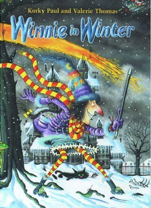 Korky Paul and Valerie Thomas
Winnie in Winter